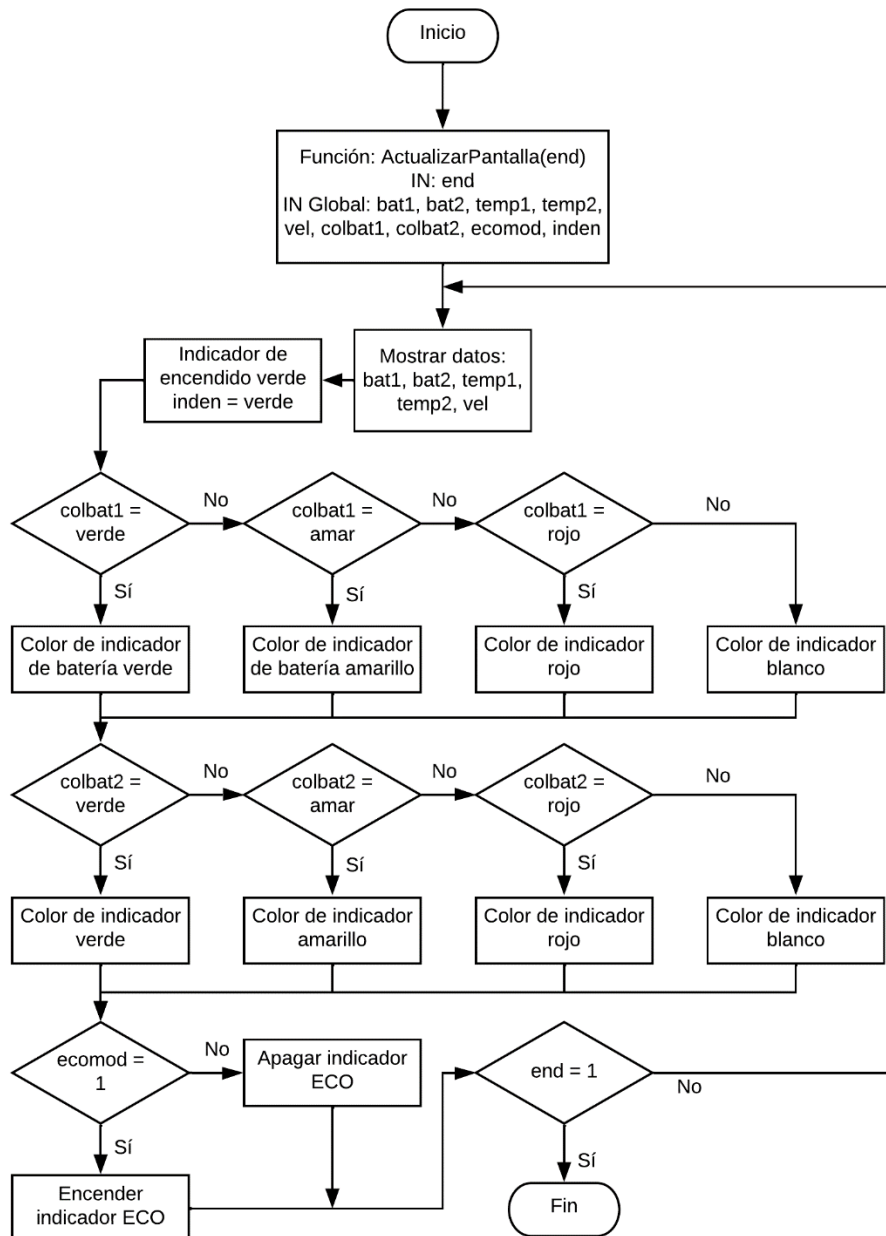 Inicio
Función: ActualizarPantalla(end)
IN: end
IN Global: bat1, bat2, temp1, temp2,
vel, colbat1, colbat2, ecomod, inden
Mostrar datos:
bat1, bat2, temp1,
temp2, vel
Indicador de
encendido verde
inden = verde
colbat1 =
verde
No
colbat1 =
amar
No
colbat1 =
rojo
No
Sí
Sí
Sí
Color de indicador
de batería verde
Color de indicador
de batería amarillo
Color de indicador
rojo
Color de indicador
blanco
colbat2 =
verde
No
colbat2 =
amar
No
colbat2 =
rojo
No
Sí
Sí
Sí
Color de indicador
verde
Color de indicador
amarillo
Color de indicador
rojo
Color de indicador
blanco
ecomod =
1
No
Apagar indicador
ECO
end = 1
No
Sí
Sí
Encender
indicador ECO
Fin